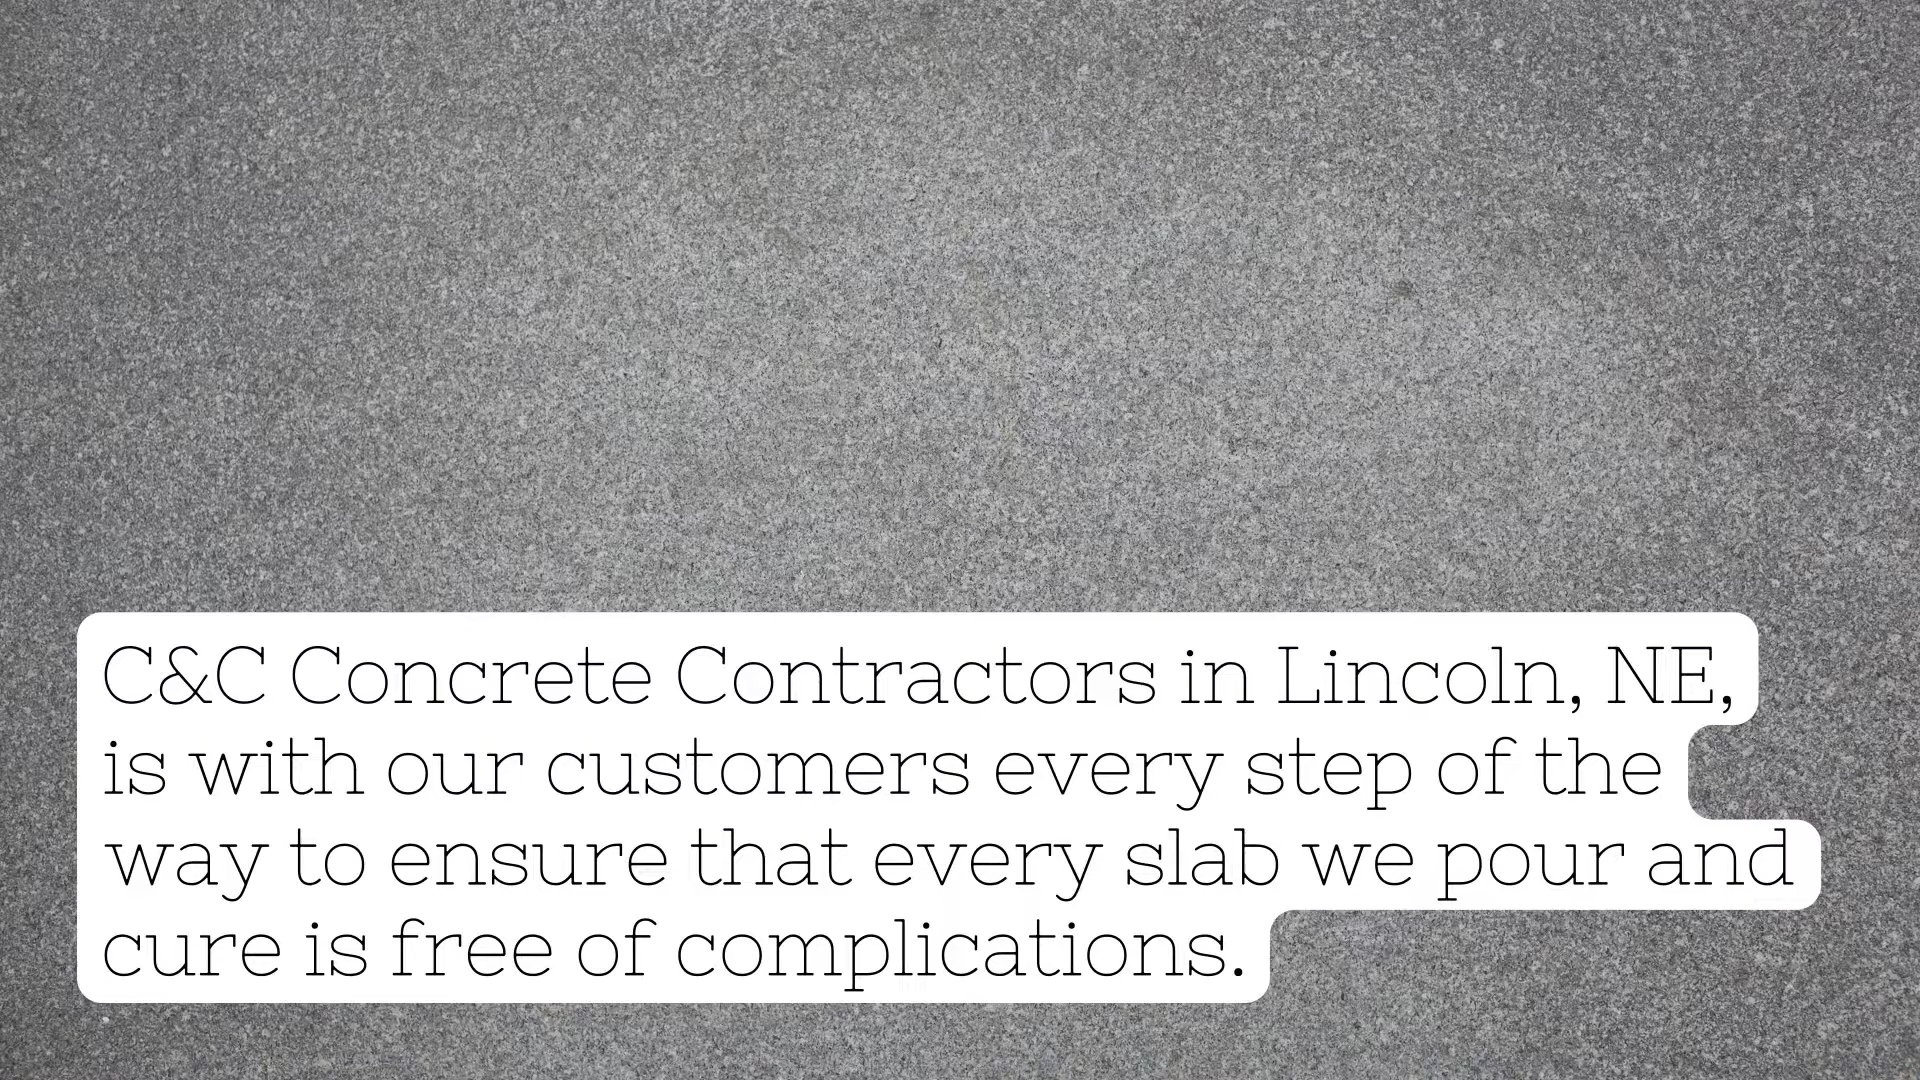 C&C Concrete Contractors in Lincoln, NE,
is with our customers every step of the
way to ensure that every slab we pour and
cure is free of complications.